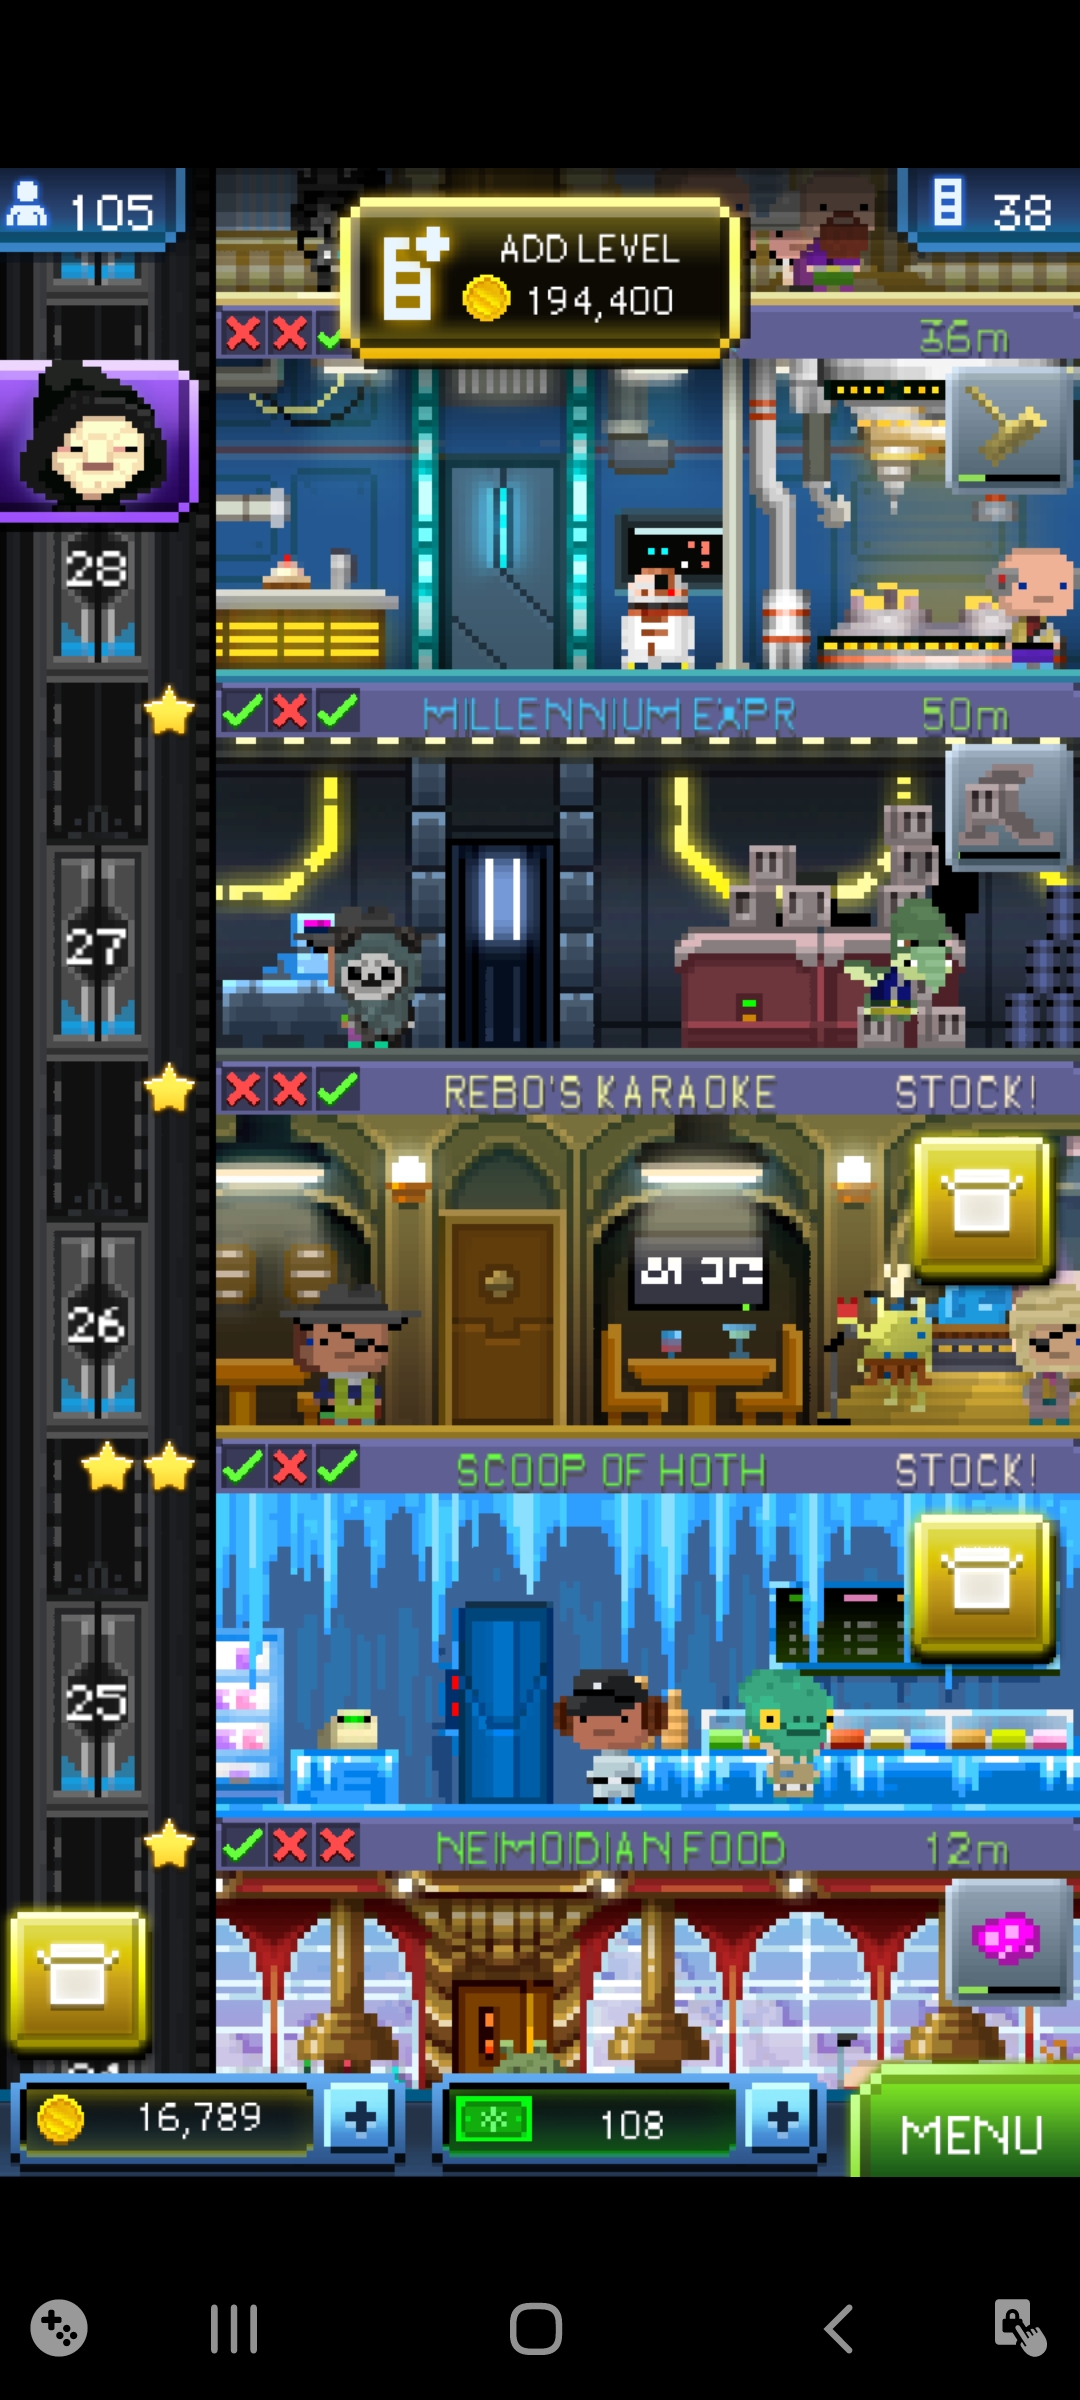 105
38
ADD LEVEL
194,400
36m
28
MILLENNIUM EXPR
50m
27
REBO'S KARAOKE
STOCK!
26
SCOOP OF HOTH
STOCK!
25
NEIMOIDIAN FOOD
12m
16,789
108
MENU